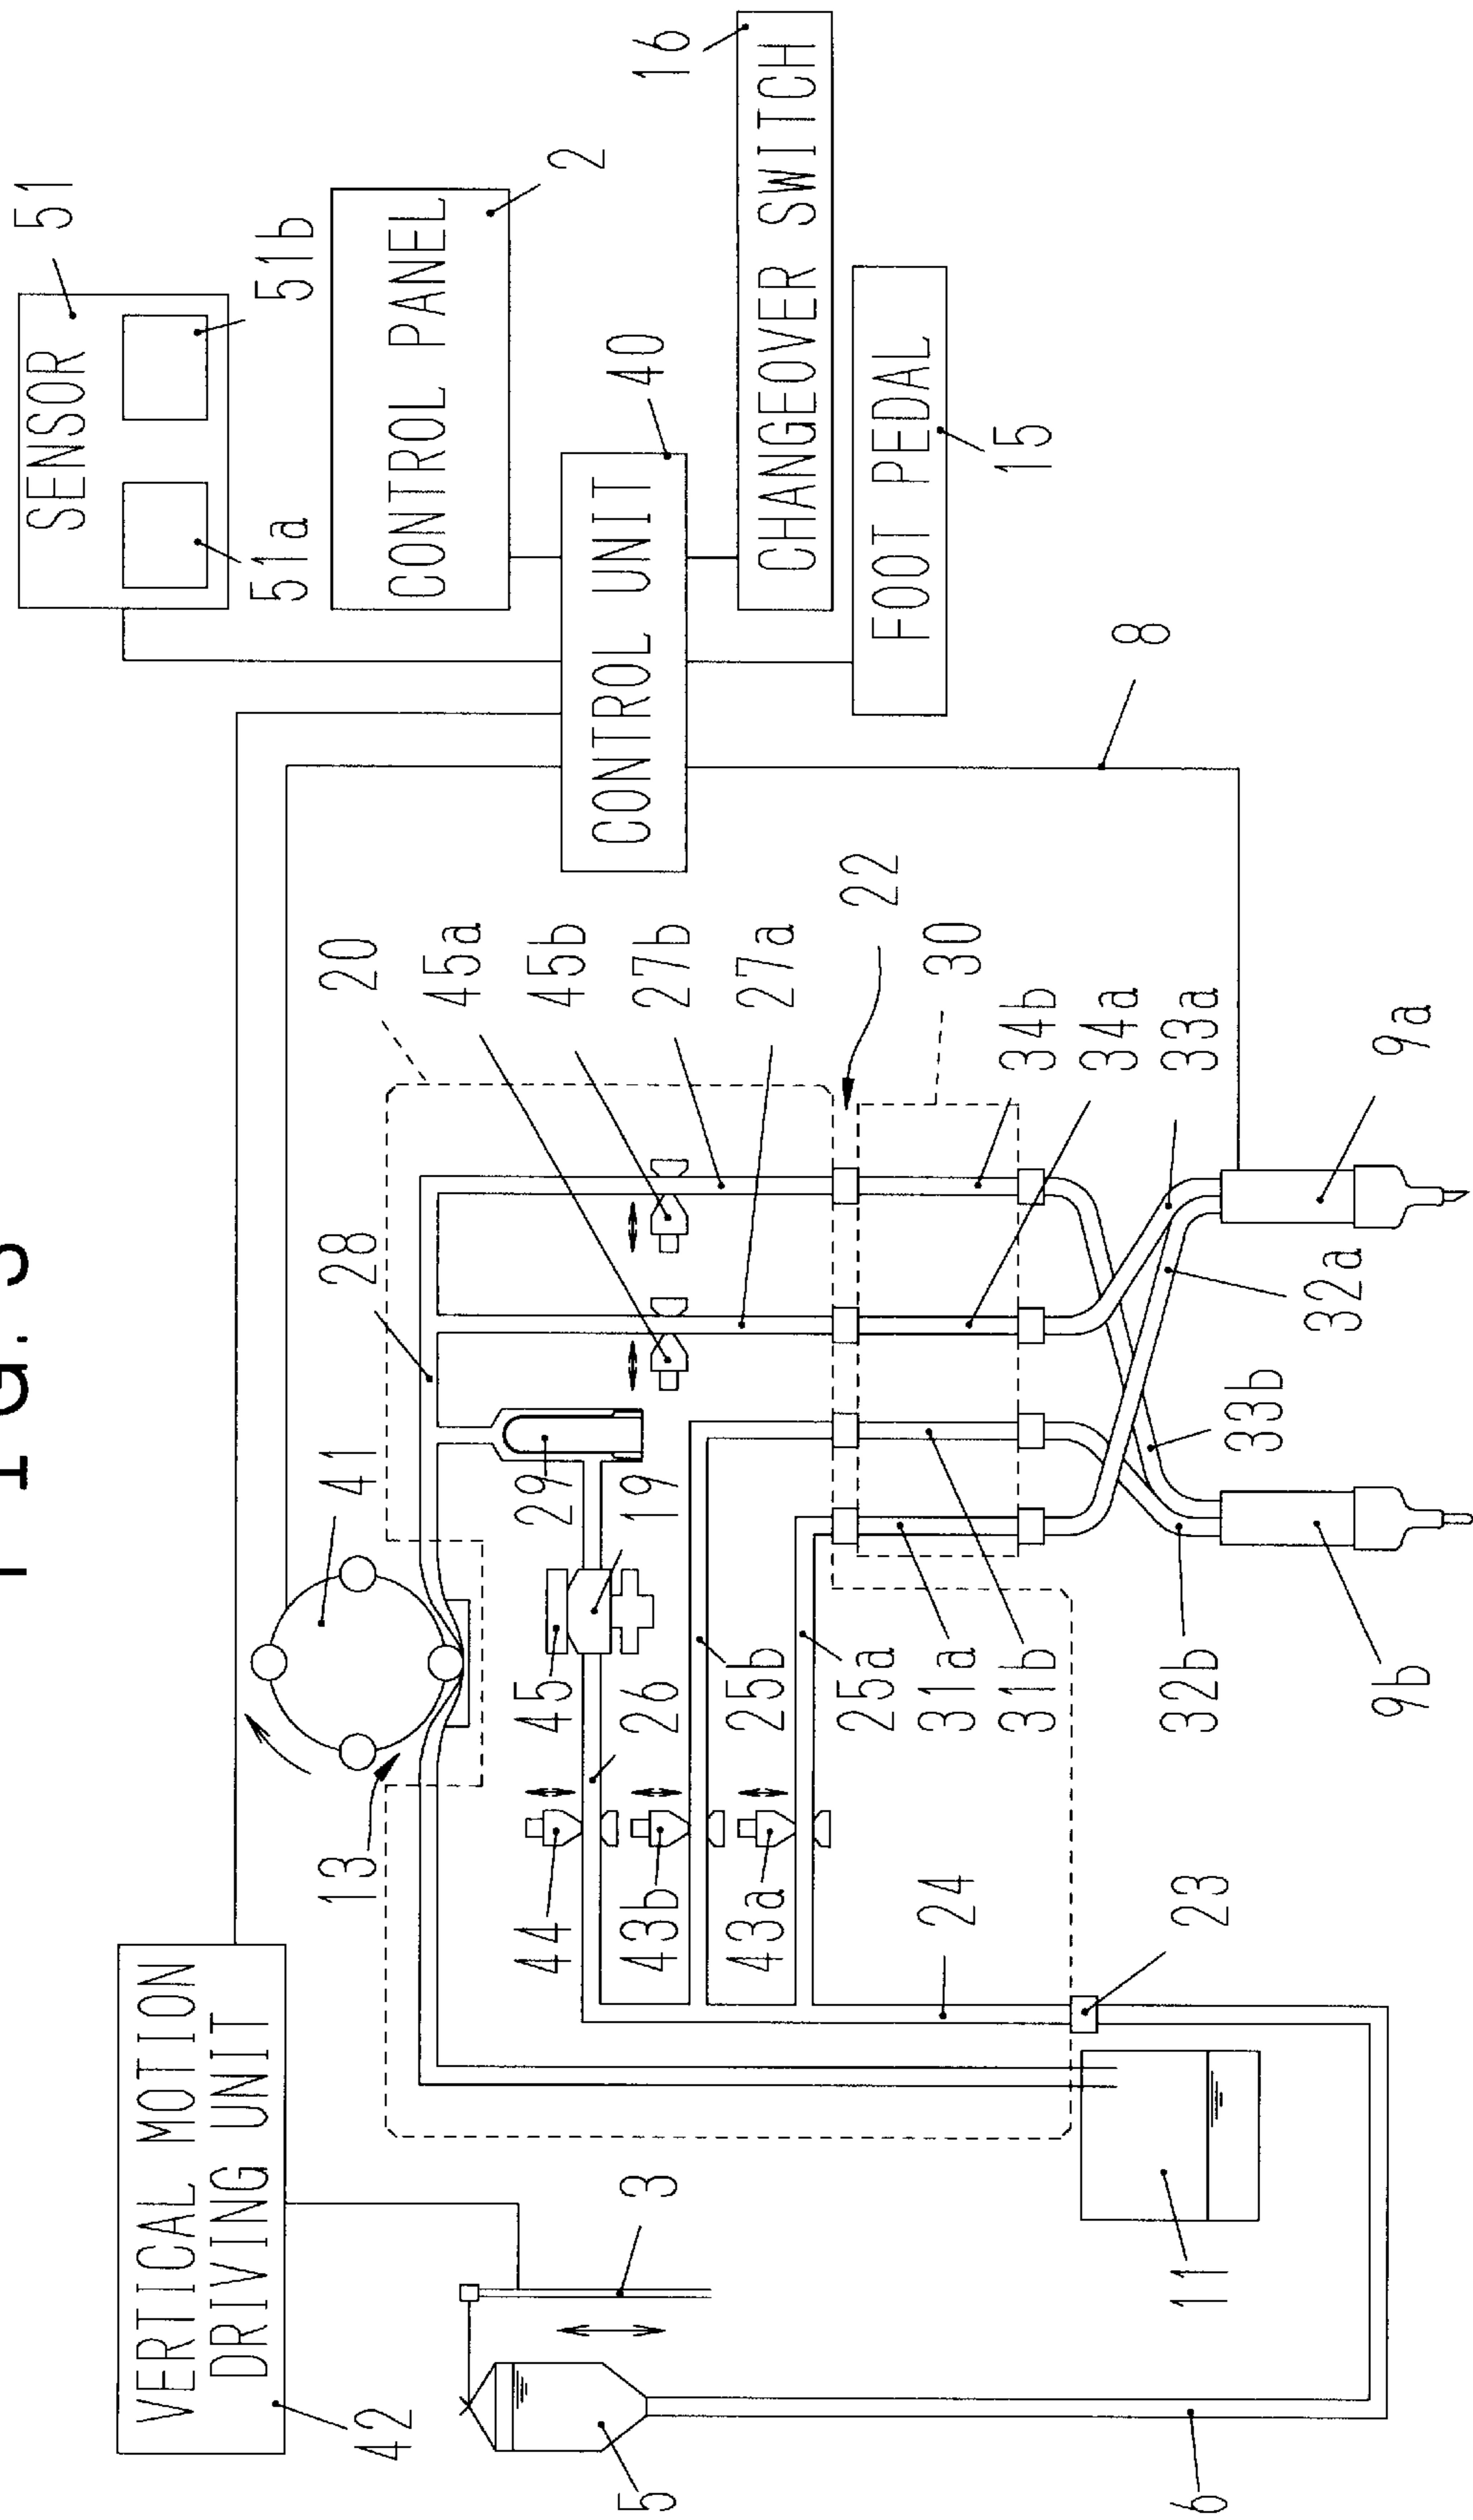 FIG. 3
VERTICAL MOTION
DRIVING UNIT
42
SENSOR
51
51a
51b
CONTROL PANEL
2
CONTROL UNIT
40
CHANGEOVER SWITCH
16
FOOT PEDAL
15
8
13
41
28
20
45a
45b
27b
27a
22
30
34b
34a
33a
9a
5
3
44
43b
43a
45
26
25b
25a
31a
31b
29
19
24
23
11
6
32b
9b
33b
32a